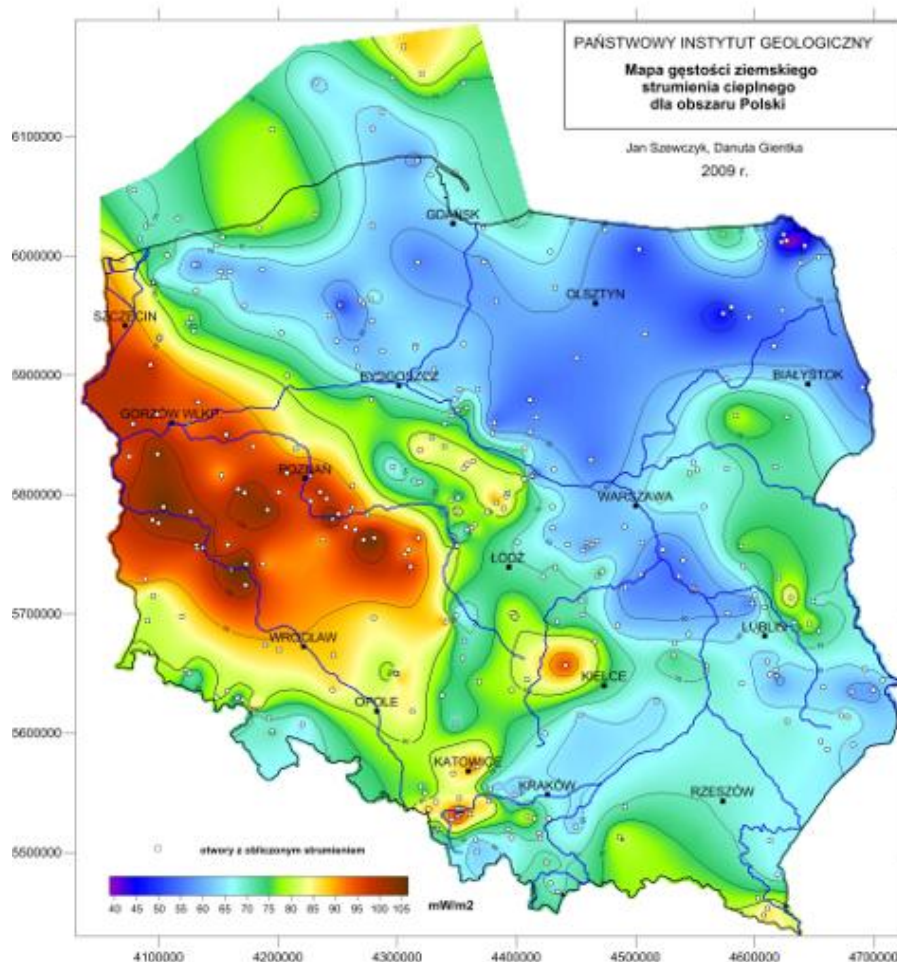 PAŃSTWOWY INSTYTUT GEOLOGICZNY
Mapa gęstości ziemskiego
strumienia cieplnego
dla obszaru Polski
Jan Szewczyk, Danuta Gientka
2009 r.
6100000
6000000
5900000
5800000
5700000
5600000
5500000
GDAŃSK
OLSZTYN
SZCZECIN
BYDGOSZCZ
BIAŁYSTOK
GORZÓW WLKP
POZNAŃ
WARSZAWA
ŁÓDŹ
LUBLIN
WROCŁAW
KIELCE
OPOLE
KATOWICE
KRAKÓW
RZESZÓW
otwory z obliczonym strumieniem
40 45 50 55 60 65 70 75 80 85 90 95 100 105
mW/m2
4100000 4200000 4300000 4400000 4500000 4600000 4700000